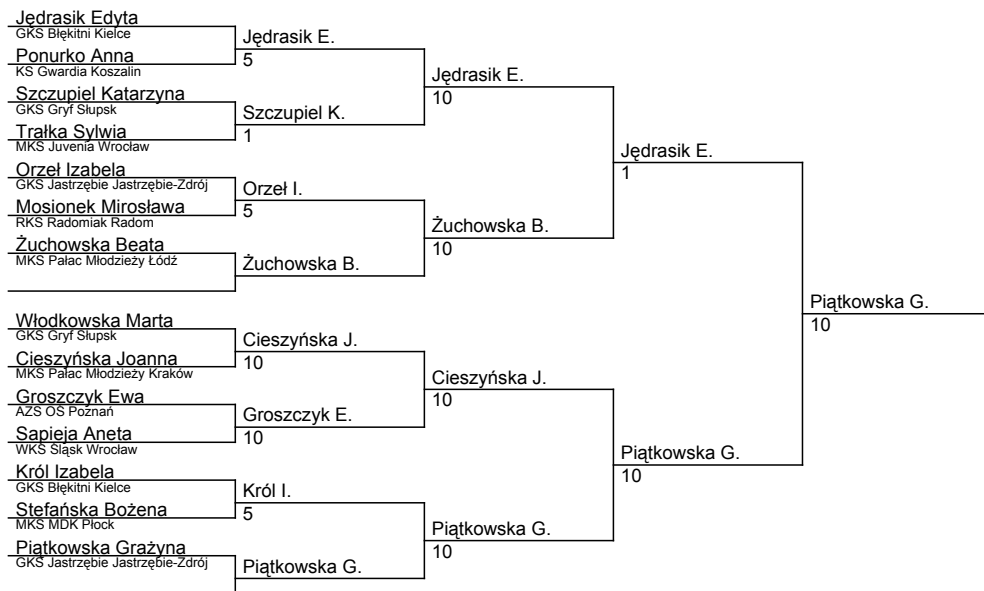 Jędrasik Edyta
GKS Błękitni Kielce
Ponurko Anna
KS Gwardia Koszalin
Szczupiel Katarzyna
GKS Gryf Słupsk
Trałka Sylwia
MKS Juvenia Wrocław
Orzeł Izabela
GKS Jastrzębie Jastrzębie-Zdrój
Mosionek Mirosława
RKS Radomiak Radom
Żuchowska Beata
MKS Pałac Młodzieży Łódź
Włodkowska Marta
GKS Gryf Słupsk
Cieszyńska Joanna
MKS Pałac Młodzieży Kraków
Groszczyk Ewa
AZS OŚ Poznań
Sapieja Aneta
WKS Śląsk Wrocław
Król Izabela
GKS Błękitni Kielce
Stefańska Bożena
MKS MDK Płock
Piątkowska Grażyna
GKS Jastrzębie Jastrzębie-Zdrój
Jędrasik E.
5
Szczupiel K.
1
Orzeł I.
5
Żuchowska B.
Cieszyńska J.
10
Groszczyk E.
10
Król I.
5
Piątkowska G.
Jędrasik E.
10
Żuchowska B.
10
Cieszyńska J.
10
Piątkowska G.
10
Jędrasik E.
1
Piątkowska G.
10
Piątkowska G.
10